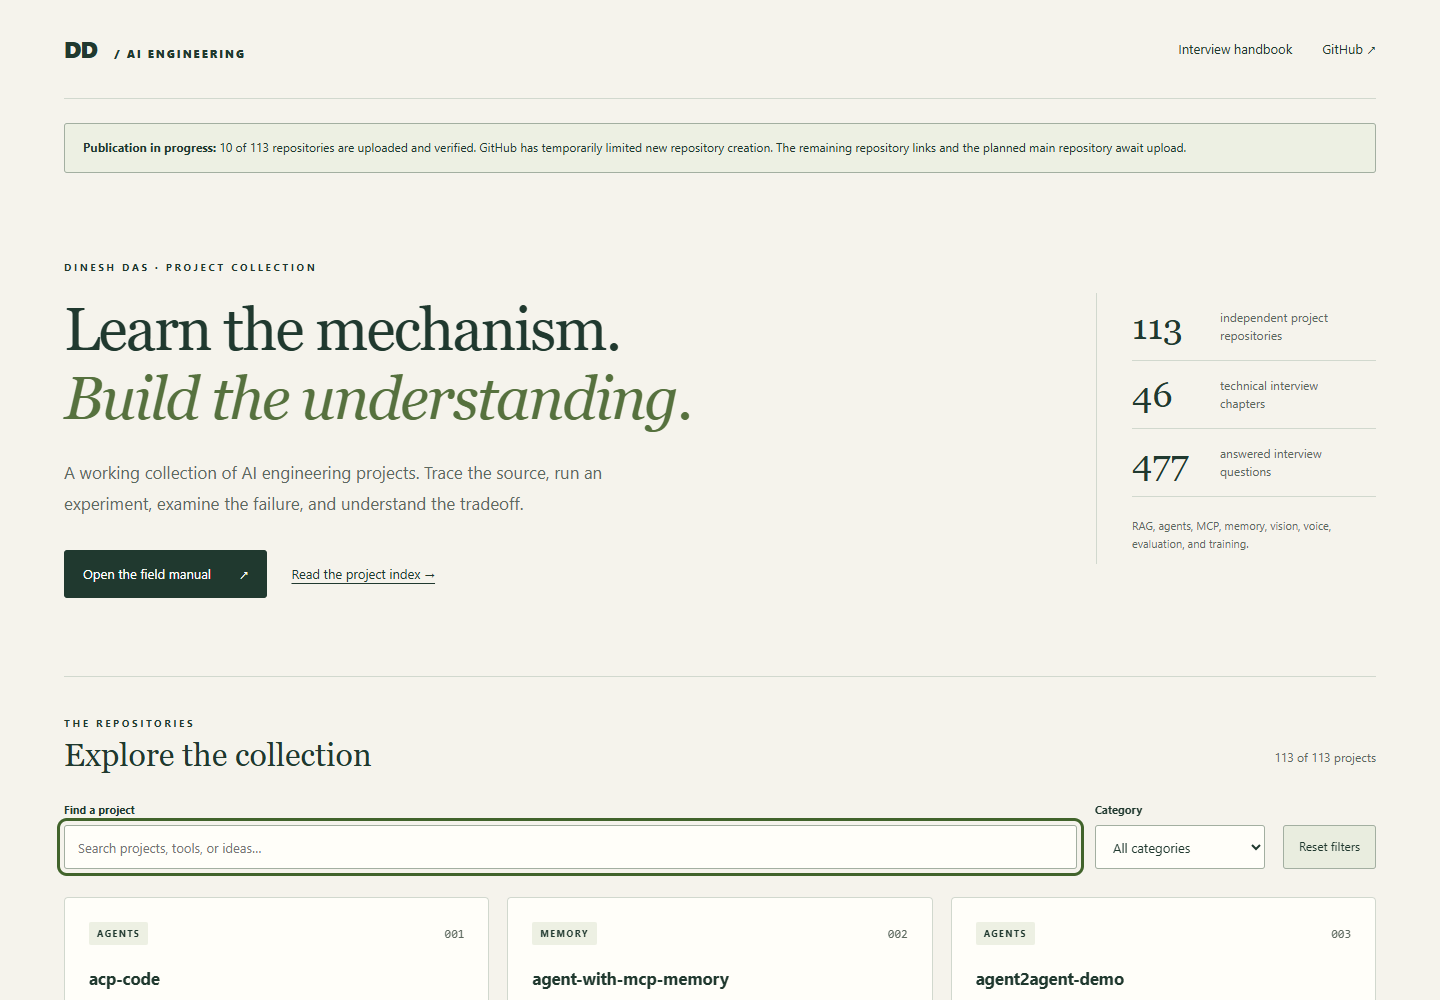 DD / AI ENGINEERING
Interview handbook
GitHub ↗
Publication in progress: 10 of 113 repositories are uploaded and verified. GitHub has temporarily limited new repository creation. The remaining repository links and the planned main repository await upload.
DINESH DAS · PROJECT COLLECTION
Learn the mechanism.
Build the understanding.
A working collection of AI engineering projects. Trace the source, run an
experiment, examine the failure, and understand the tradeoff.
Open the field manual ↗
Read the project index →
113
independent project
repositories
46
technical interview
chapters
477
answered interview
questions
RAG, agents, MCP, memory, vision, voice,
evaluation, and training.
THE REPOSITORIES
Explore the collection
113 of 113 projects
Find a project
Search projects, tools, or ideas...
Category
All categories
Reset filters
AGENTS
001
acp-code
MEMORY
002
agent-with-mcp-memory
AGENTS
003
agent2agent-demo